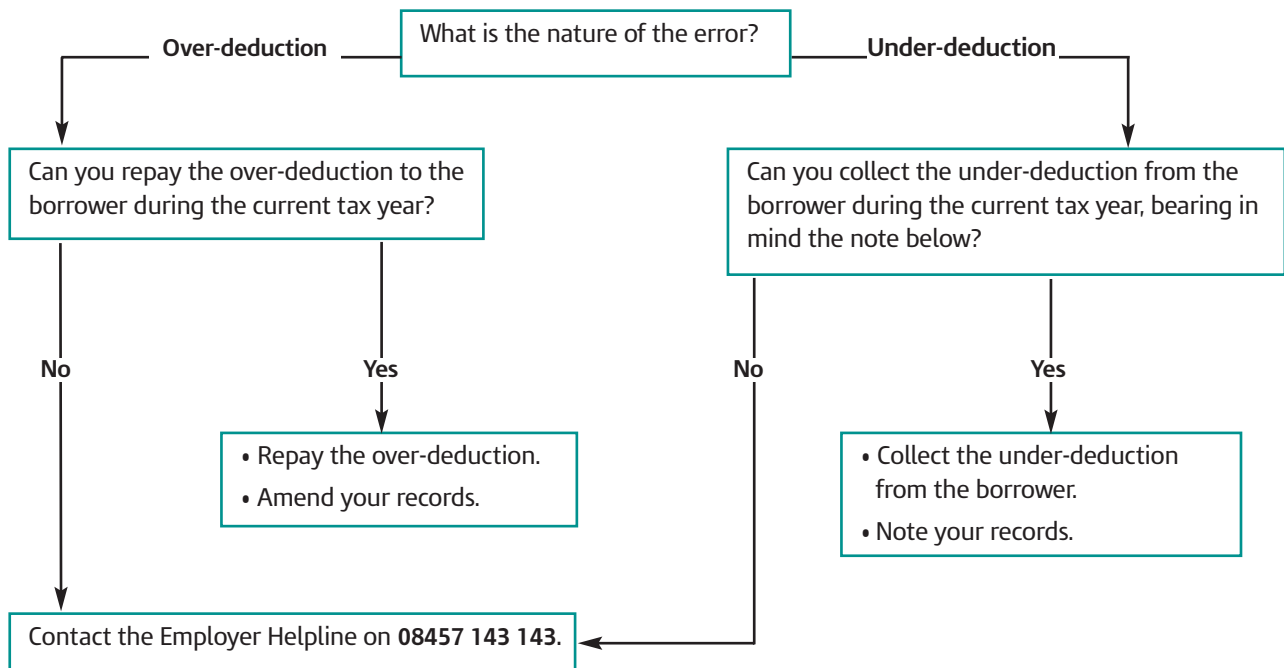 What is the nature of the error?
Over-deduction
Under-deduction
Can you repay the over-deduction to the
borrower during the current tax year?
Can you collect the under-deduction from the
borrower during the current tax year, bearing in
mind the note below?
No
Yes
No
Yes
• Repay the over-deduction.
• Amend your records.
• Collect the under-deduction
from the borrower.
• Note your records.
Contact the Employer Helpline on 08457 143 143.